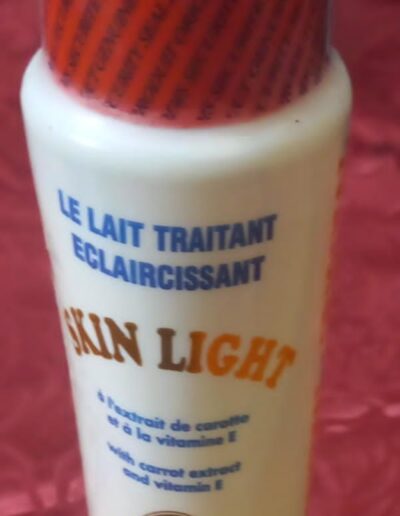 LE LAIT TRAITANT
ECLAIRCISSANT
SKIN LIGHT
à l'extrait de carotte
et à la vitamine E
with carrot extract
and vitamin E